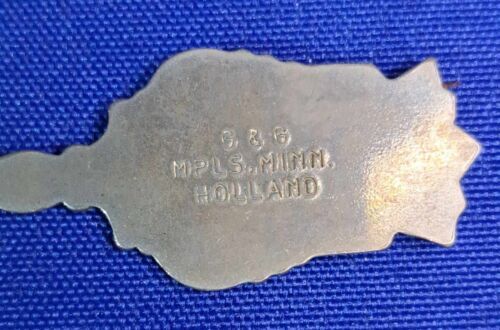 G & G
MPLS. MINN.
HOLLAND